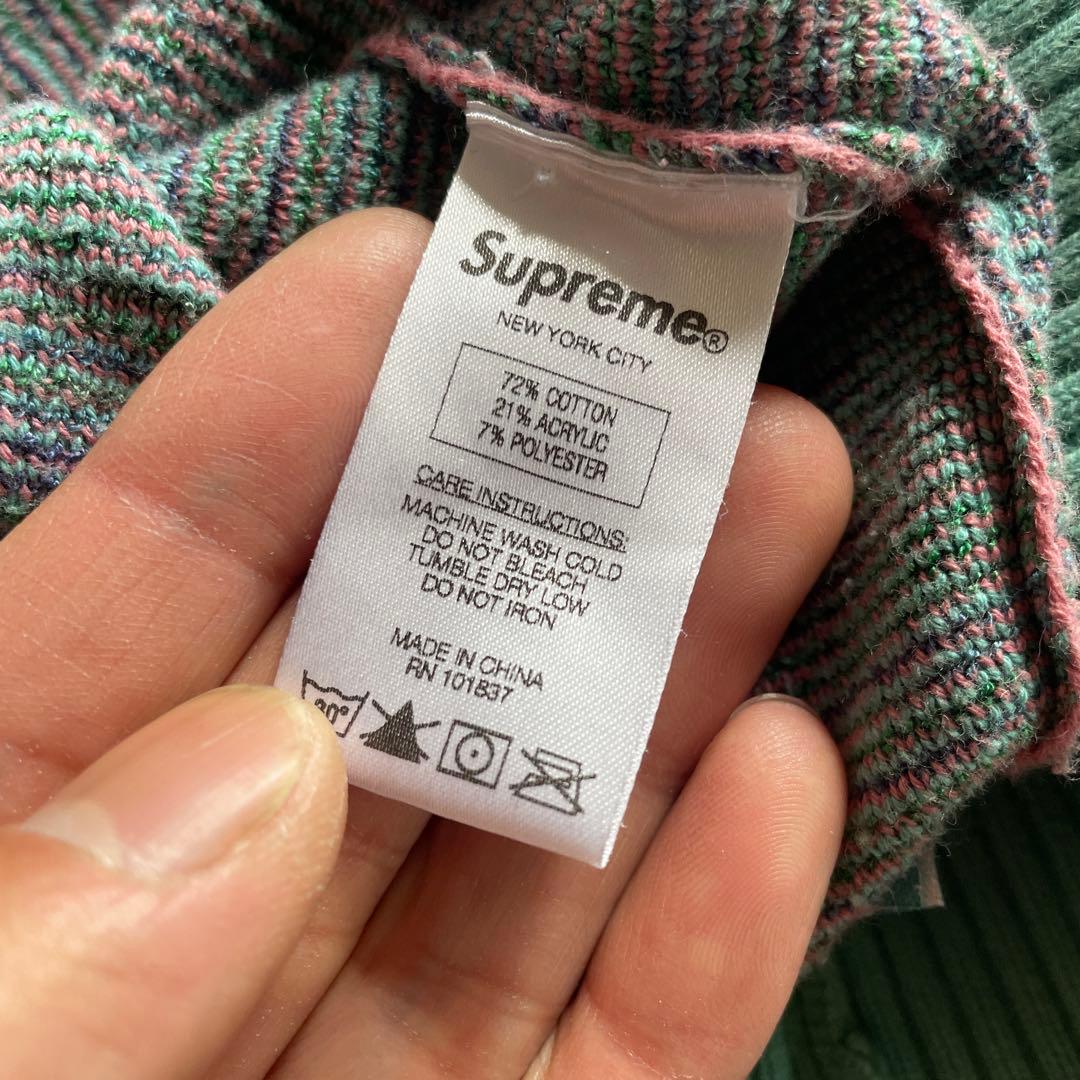 Supreme®
NEW YORK CITY
72% COTTON
21% ACRYLIC
7% POLYESTER
CARE INSTRUCTIONS:
MACHINE WASH COLD
DO NOT BLEACH
TUMBLE DRY LOW
DO NOT IRON
MADE IN CHINA
RN 101837
30°